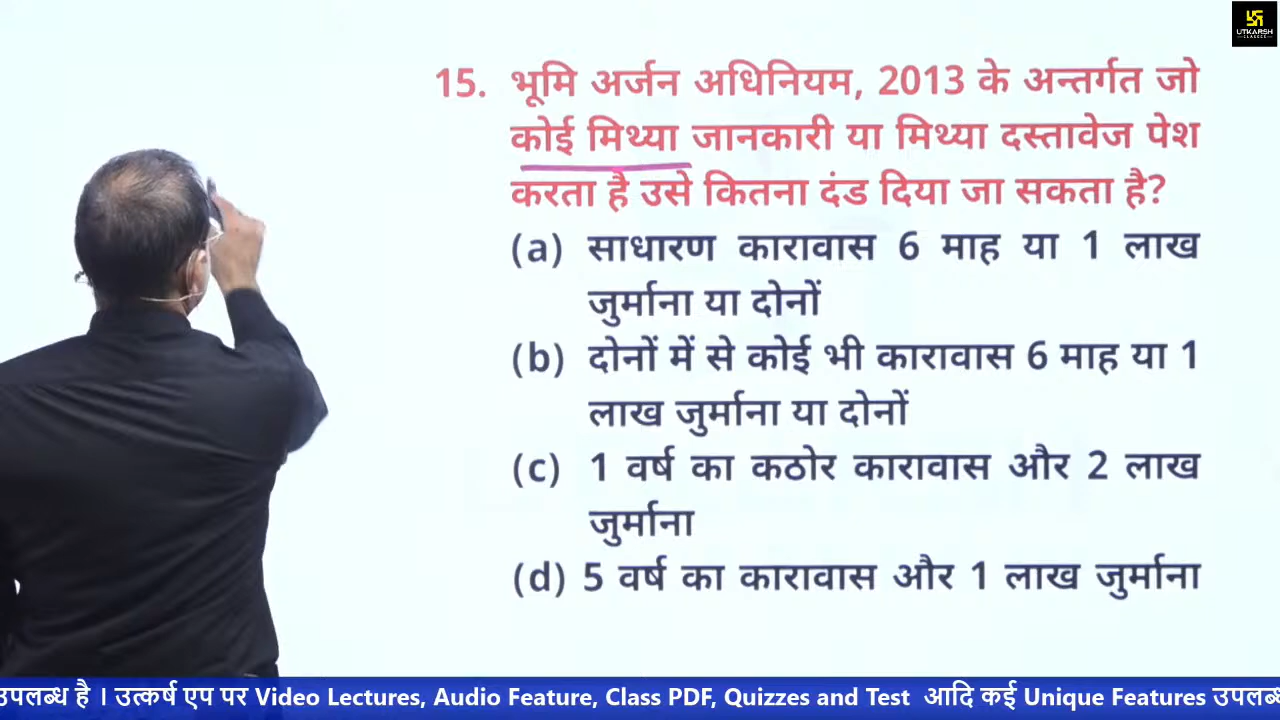 UTKARSH
CLASSES
15. भूमि अर्जन अधिनियम, 2013 के अन्तर्गत जो
कोई मिथ्या जानकारी या मिथ्या दस्तावेज पेश
करता है उसे कितना दंड दिया जा सकता है?
(a) साधारण कारावास 6 माह या 1 लाख
जुर्माना या दोनों
(b) दोनों में से कोई भी कारावास 6 माह या 1
लाख जुर्माना या दोनों
(c) 1 वर्ष का कठोर कारावास और 2 लाख
जुर्माना
(d) 5 वर्ष का कारावास और 1 लाख जुर्माना
उपलब्ध है । उत्कर्ष एप पर Video Lectures, Audio Feature, Class PDF, Quizzes and Test आदि कई Unique Features